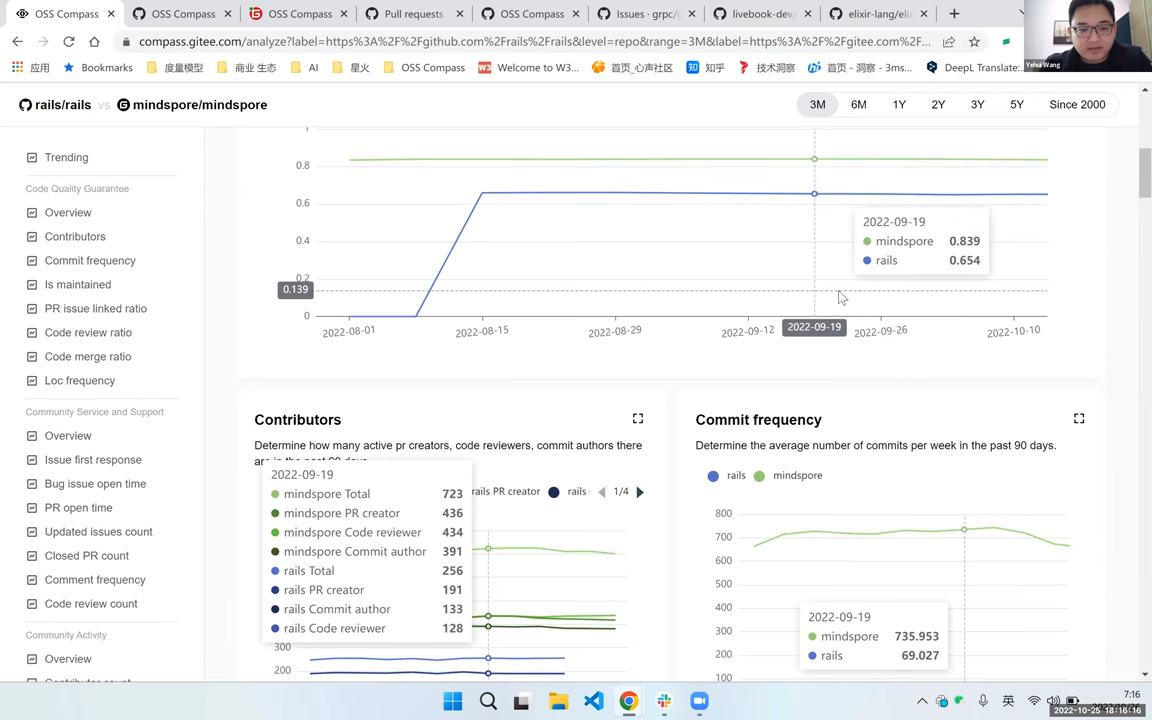 OSS Compass
OSS Compass
OSS Compass
Pull requests
OSS Compass
Issues · grpc/g
livebook-dev/
elixir-lang/eli
compass.gitee.com/analyze?label=https%3A%2F%2Fgithub.com%2Frails%2Frails&level=repo&range=3M&label=https%3A%2F%2Fgitee.com%2F...
Yehui Wang
应用
Bookmarks
度量模型
商业 生态
AI
星火
OSS Compass
Welcome to W3...
首页_心声社区
知乎
技术洞察
首页 - 洞察 - 3ms...
DeepL Translate:...
rails/rails vs mindspore/mindspore
3M 6M 1Y 2Y 3Y 5Y Since 2000
Trending
Code Quality Guarantee
Overview
Contributors
Commit frequency
Is maintained
PR issue linked ratio
Code review ratio
Code merge ratio
Loc frequency
Community Service and Support
Overview
Issue first response
Bug issue open time
PR open time
Updated issues count
Closed PR count
Comment frequency
Code review count
Community Activity
Overview
1
0.8
0.6
0.4
0.2
0.139
0
2022-08-01 2022-08-15 2022-08-29 2022-09-12 2022-09-19 2022-09-26 2022-10-10
2022-09-19
mindspore 0.839
rails 0.654
Contributors
Determine how many active pr creators, code reviewers, commit authors there
are in the past 90 days.
rails PR creator rails 1/4
2022-09-19
mindspore Total 723
mindspore PR creator 436
mindspore Code reviewer 434
mindspore Commit author 391
rails Total 256
rails PR creator 191
rails Commit author 133
rails Code reviewer 128
300
200
Commit frequency
Determine the average number of commits per week in the past 90 days.
rails mindspore
800
700
600
500
400
300
200
100
2022-09-19
mindspore 735.953
rails 69.027
英
7:16
2022-10-25 18:16:16